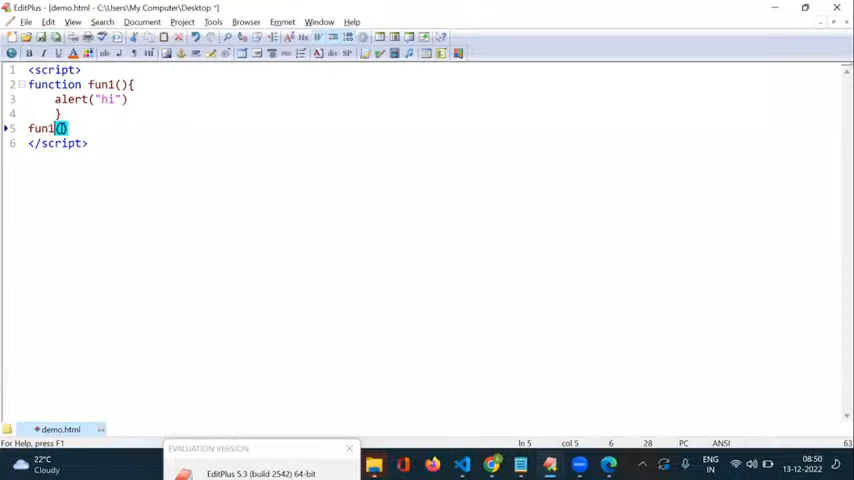 EditPlus - [demo.html - C:\Users\My Computer\Desktop *]
File Edit View Search Document Project Tools Browser Emmet Window Help
1 <script>
2 function fun1(){
3 alert("hi")
4 }
5 fun1()
6 </script>
demo.html
For Help, press F1
ln 5 col 5 6 28 PC ANSI 63
EVALUATION VERSION
EditPlus 5.3 (build 2542) 64-bit
22°C
Cloudy
ENG
IN
08:50
13-12-2022